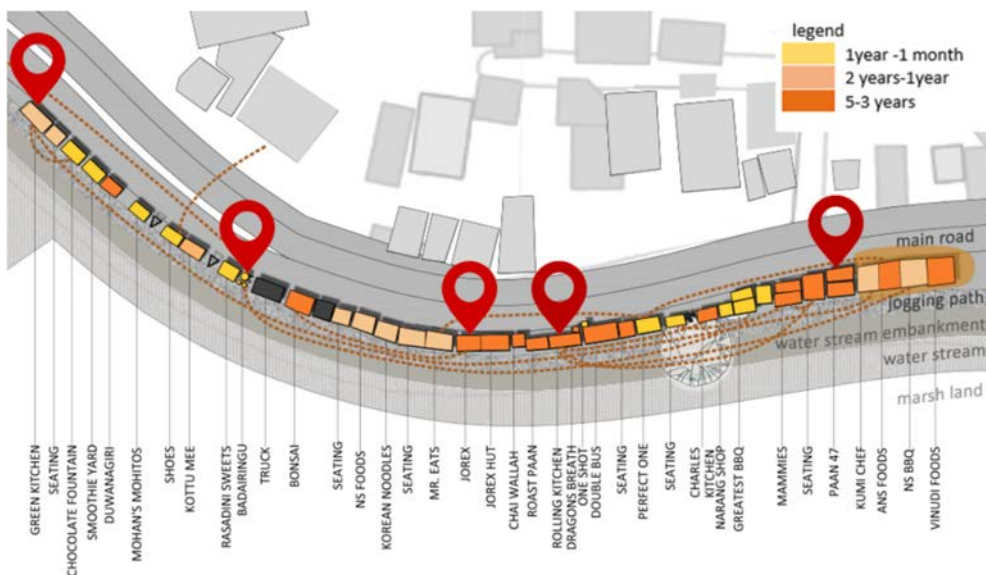 legend
1year -1 month
2 years-1year
5-3 years
main road
jogging path
water stream embankment
water stream
marsh land
GREEN KITCHEN
SEATING
CHOCOLATE FOUNTAIN
SMOOTHIE YARD
DUWANAGIRI
MOHAN'S MOHITOS
SHOES
KOTTU MEE
RASADINI SWEETS
BADAIRINGU
TRUCK
BONSAI
SEATING
NS FOODS
KOREAN NOODLES
SEATING
MR. EATS
JOREX
JOREX HUT
CHAI WALLAH
ROAST PAAN
ROLLING KITCHEN
DRAGONS BREATH
ONE SHOT
DOUBLE BUS
SEATING
PERFECT ONE
SEATING
CHARLES
KITCHEN
NARANG SHOP
GREATEST BBQ
MAMMIES
SEATING
PAAN 47
KUMI CHEF
ANS FOODS
NS BBQ
VINUDI FOODS